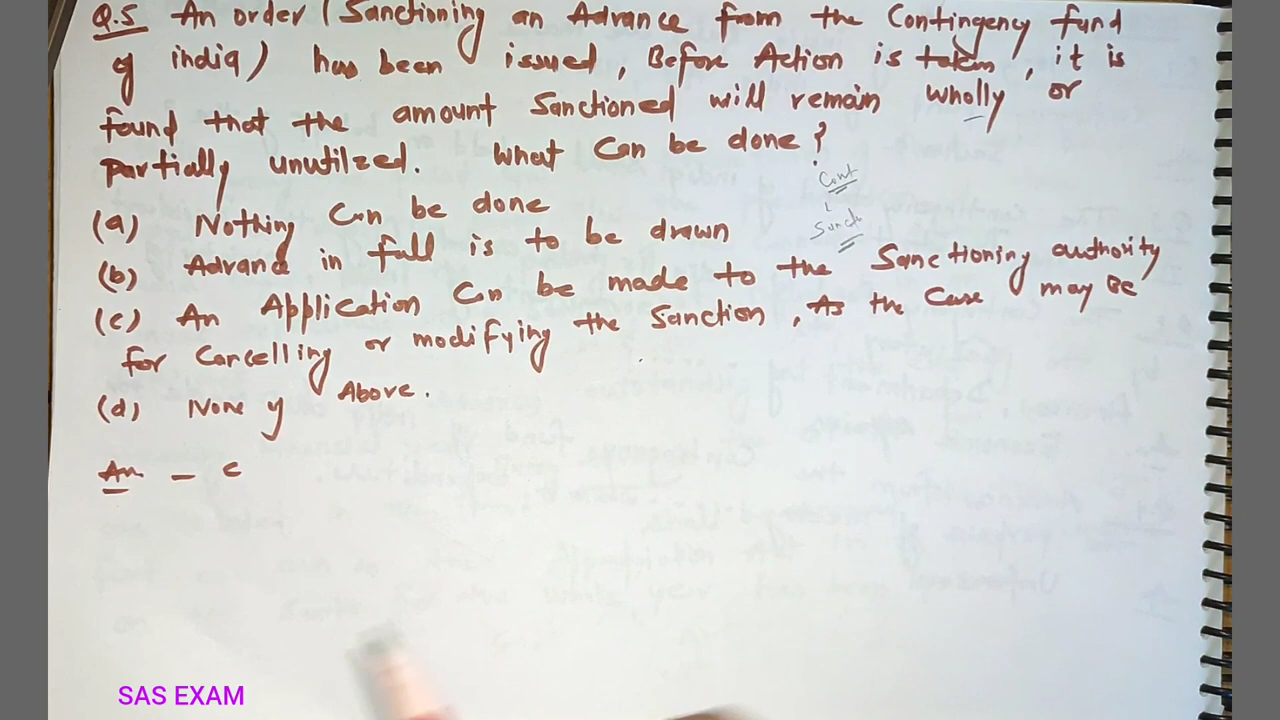 Q.5 An order (Sanctioning an Advance from the Contingency fund
of india) has been issued, Before Action is taken, it is
found that the amount Sanctioned will remain wholly or
partially unutilzed. What Can be done?
Cont
(a) Nothing Can be done
(b) Advance in full is to be drawn
(c) An Application Can be made to the Sanctioning authority
for Cancelling or modifying the Sanction, As the Case may Be
(d) None of Above.
An – c
SAS EXAM